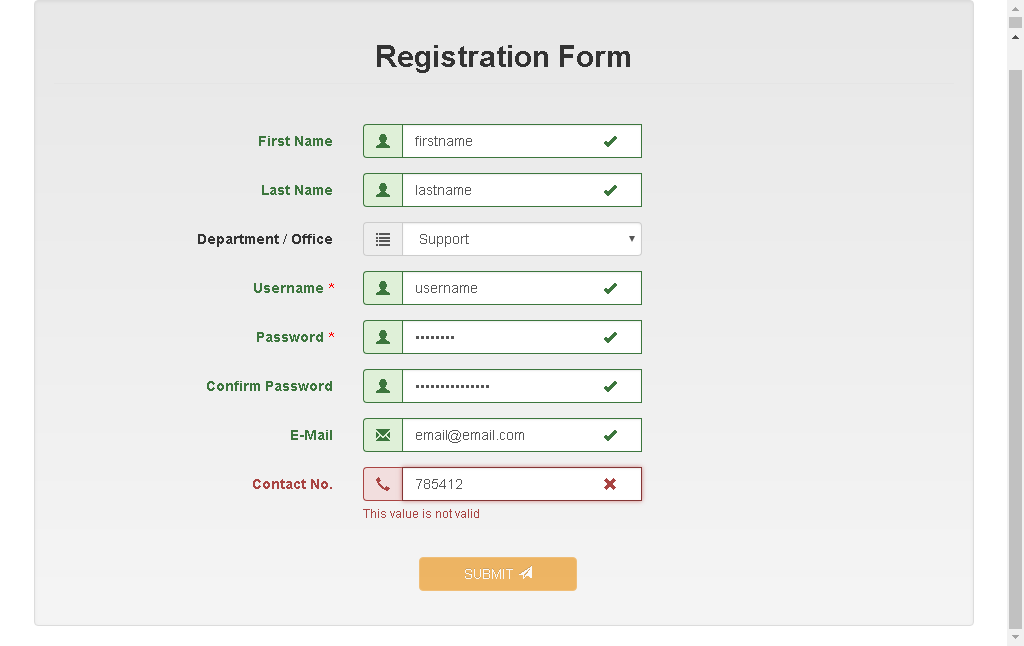 Registration Form
First Name firstname
Last Name lastname
Department / Office Support
Username * username
Password * ••••••••
Confirm Password •••••••••••••••
E-Mail email@email.com
Contact No. 785412
This value is not valid
SUBMIT